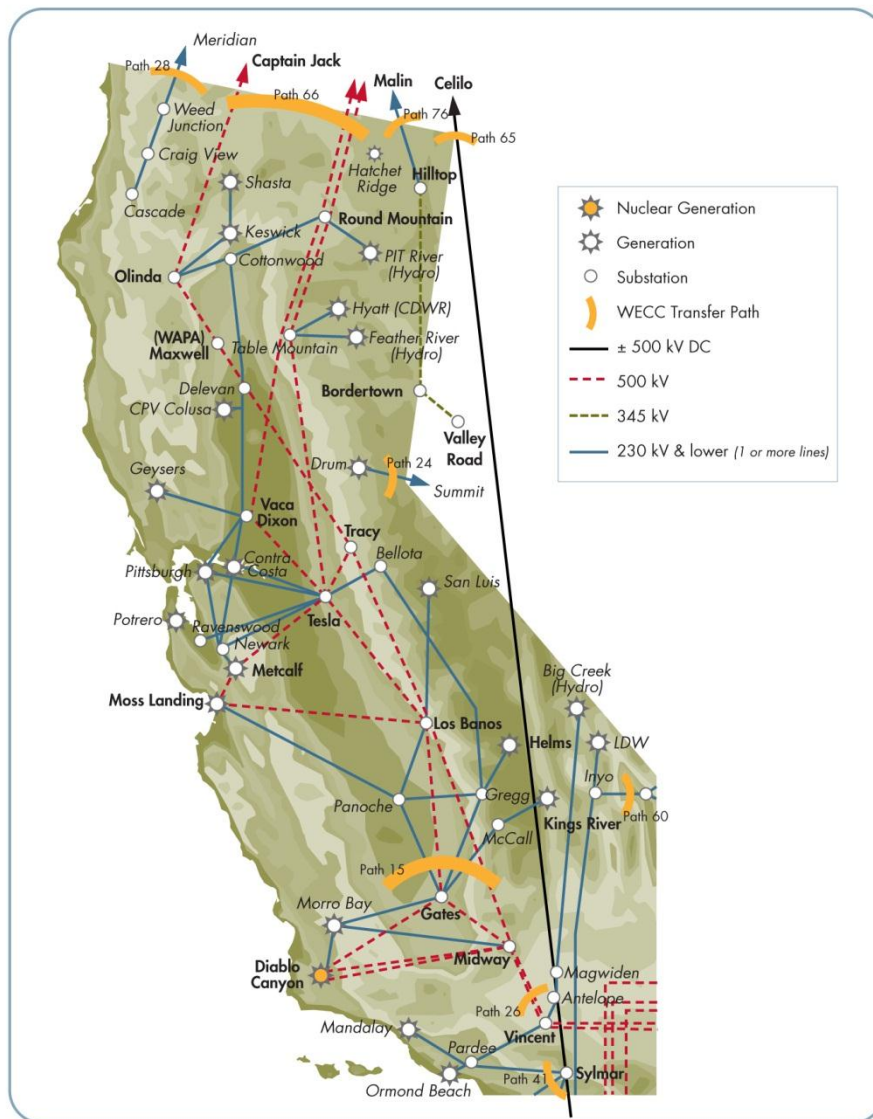 Meridian
Captain Jack
Path 28
Path 66
Malin
Celilo
Path 76
Path 65
Weed
Junction
Craig View
Hatchet
Ridge
Hilltop
Cascade
Shasta
Round Mountain
Keswick
Cottonwood
PIT River
(Hydro)
Olinda
Hyatt (CDWR)
(WAPA)
Maxwell
Table Mountain
Feather River
(Hydro)
Delevan
Bordertown
CPV Colusa
Valley
Road
Geysers
Drum
Path 24
Summit
Vaca
Dixon
Tracy
Bellota
Pittsburgh
Contra
Costa
San Luis
Tesla
Potrero
Ravenswood
Newark
Metcalf
Big Creek
(Hydro)
Moss Landing
Los Banos
Helms
LDW
Inyo
Panoche
Gregg
Kings River
Path 60
McCall
Path 15
Morro Bay
Gates
Midway
Diablo
Canyon
Magwiden
Antelope
Path 26
Vincent
Mandalay
Pardee
Path 41
Sylmar
Ormond Beach
Nuclear Generation
Generation
Substation
WECC Transfer Path
± 500 kV DC
500 kV
345 kV
230 kV & lower (1 or more lines)